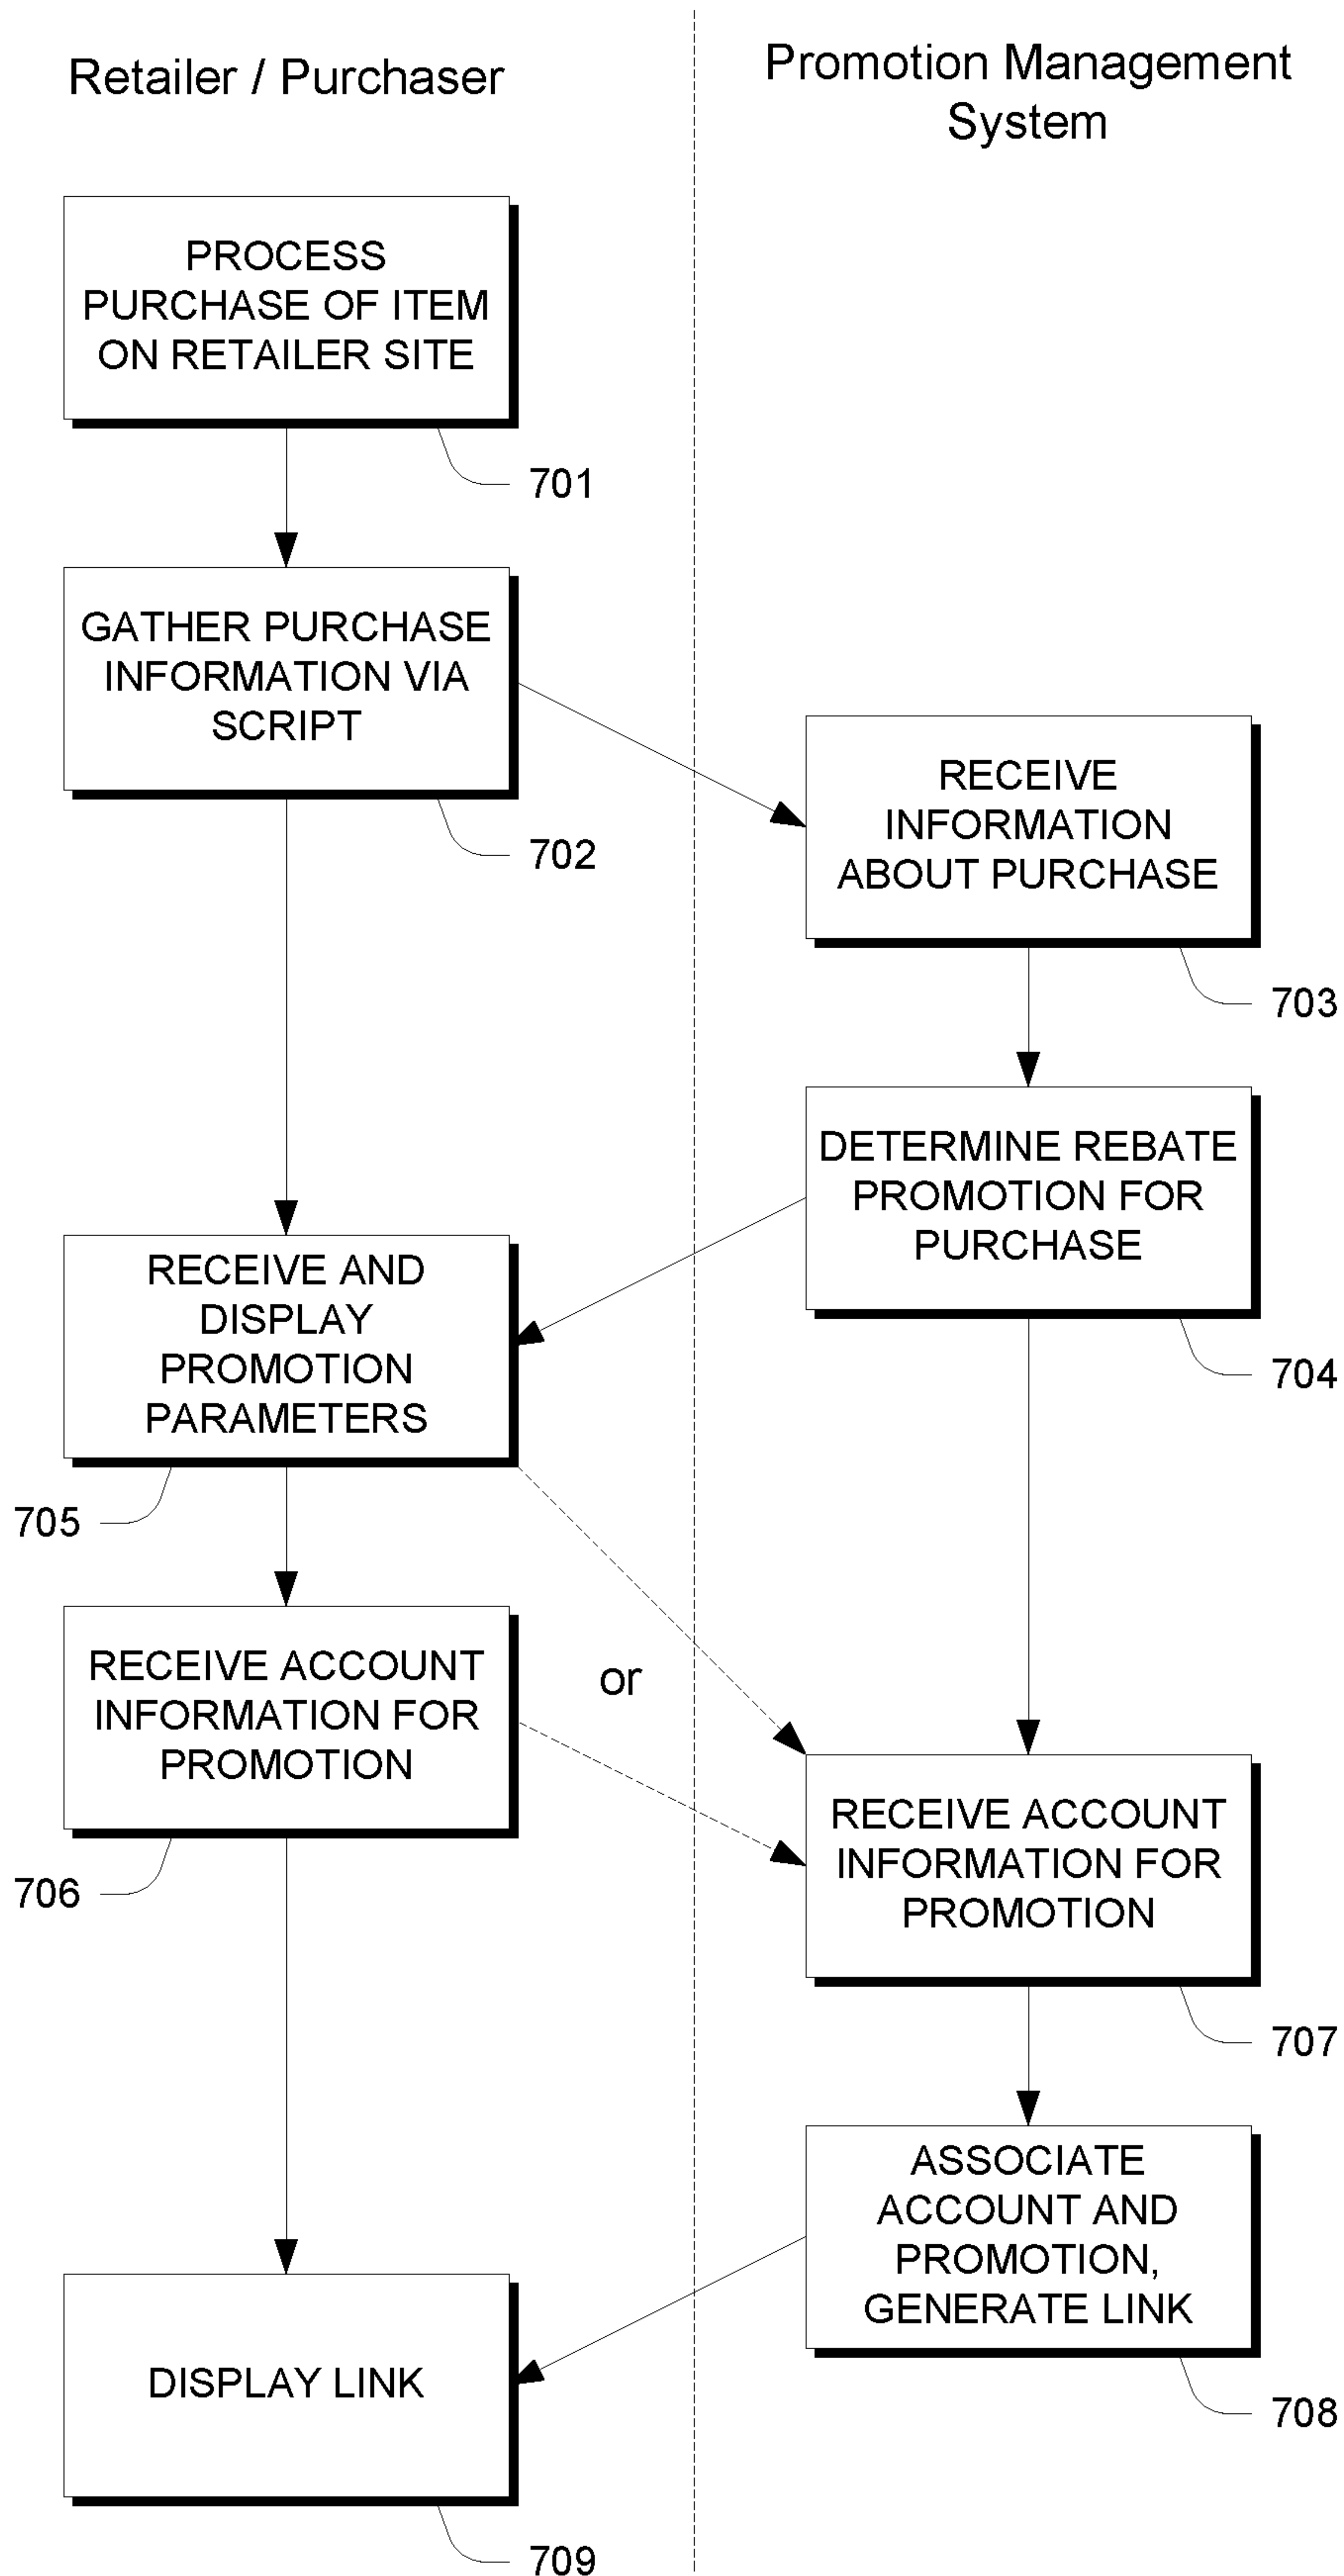 Retailer / Purchaser
Promotion Management
System
PROCESS
PURCHASE OF ITEM
ON RETAILER SITE
701
GATHER PURCHASE
INFORMATION VIA
SCRIPT
702
RECEIVE
INFORMATION
ABOUT PURCHASE
703
DETERMINE REBATE
PROMOTION FOR
PURCHASE
704
RECEIVE AND
DISPLAY
PROMOTION
PARAMETERS
705
RECEIVE ACCOUNT
INFORMATION FOR
PROMOTION
706
or
RECEIVE ACCOUNT
INFORMATION FOR
PROMOTION
707
ASSOCIATE
ACCOUNT AND
PROMOTION,
GENERATE LINK
708
DISPLAY LINK
709